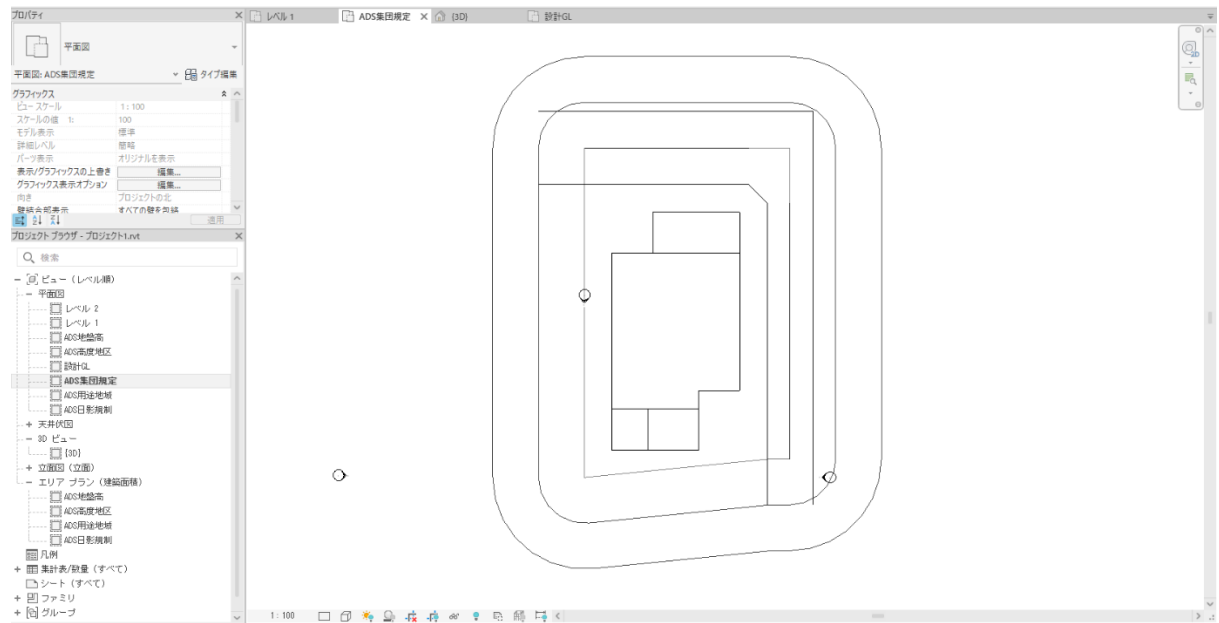 プロパティ
レベル 1
ADS集団規定
{3D}
設計GL
平面図
平面図: ADS集団規定
タイプ編集
グラフィックス
ビュー スケール
1 : 100
スケールの値 1:
100
モデル表示
標準
詳細レベル
簡略
パーツ表示
オリジナルを表示
表示/グラフィックスの上書き
編集...
グラフィックス表示オプション
編集...
向き
プロジェクトの北
壁結合部表示
すべての壁を包絡
適用
プロジェクト ブラウザ - プロジェクト1.rvt
検索
ビュー (レベル順)
平面図
レベル 2
レベル 1
ADS地盤高
ADS高度地区
設計GL
ADS集団規定
ADS用途地域
ADS日影規制
天井伏図
3D ビュー
{3D}
立面図 (立面)
エリア プラン (建築面積)
ADS地盤高
ADS高度地区
ADS用途地域
ADS日影規制
凡例
集計表/数量 (すべて)
シート (すべて)
ファミリ
グループ
1 : 100
2D